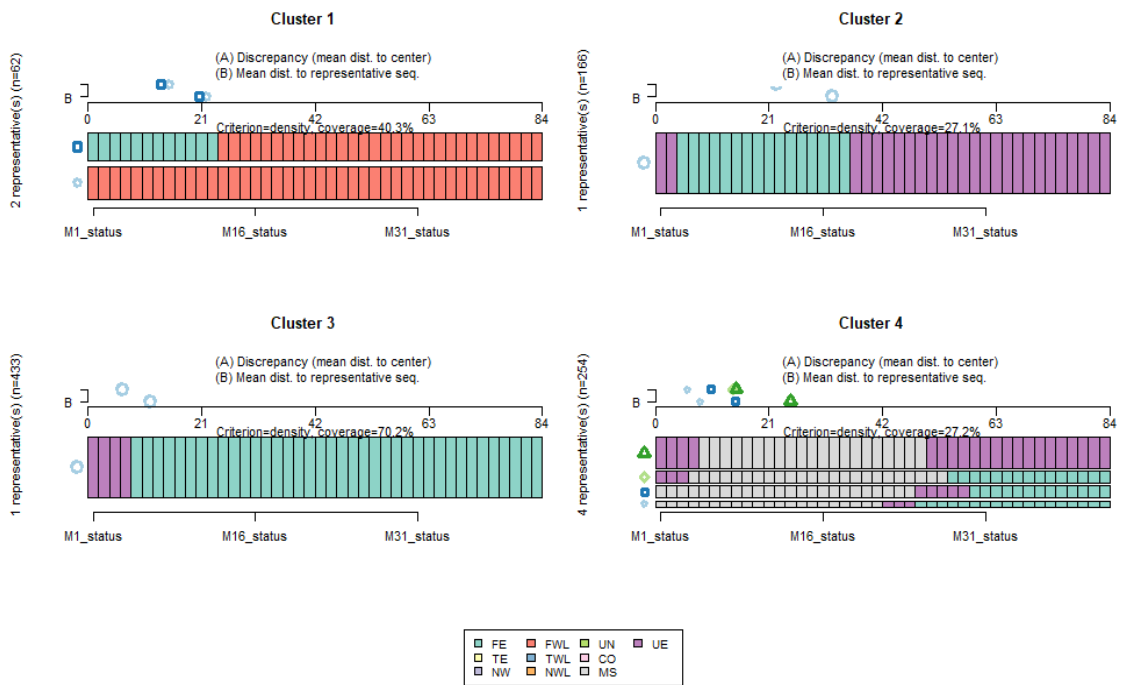 Cluster 1
2 representative(s) (n=62)
(A) Discrepancy (mean dist. to center)
(B) Mean dist. to representative seq.
B
0 21 42 63 84
Criterion=density, coverage=40.3%
M1_status M16_status M31_status
Cluster 2
1 representative(s) (n=166)
(A) Discrepancy (mean dist. to center)
(B) Mean dist. to representative seq.
B
0 21 42 63 84
Criterion=density, coverage=27.1%
M1_status M16_status M31_status
Cluster 3
1 representative(s) (n=433)
(A) Discrepancy (mean dist. to center)
(B) Mean dist. to representative seq.
B
0 21 42 63 84
Criterion=density, coverage=70.2%
M1_status M16_status M31_status
Cluster 4
4 representative(s) (n=254)
(A) Discrepancy (mean dist. to center)
(B) Mean dist. to representative seq.
B
0 21 42 63 84
Criterion=density, coverage=27.2%
M1_status M16_status M31_status
FE FWL UN UE
TE TWL CO
NW NWL MS